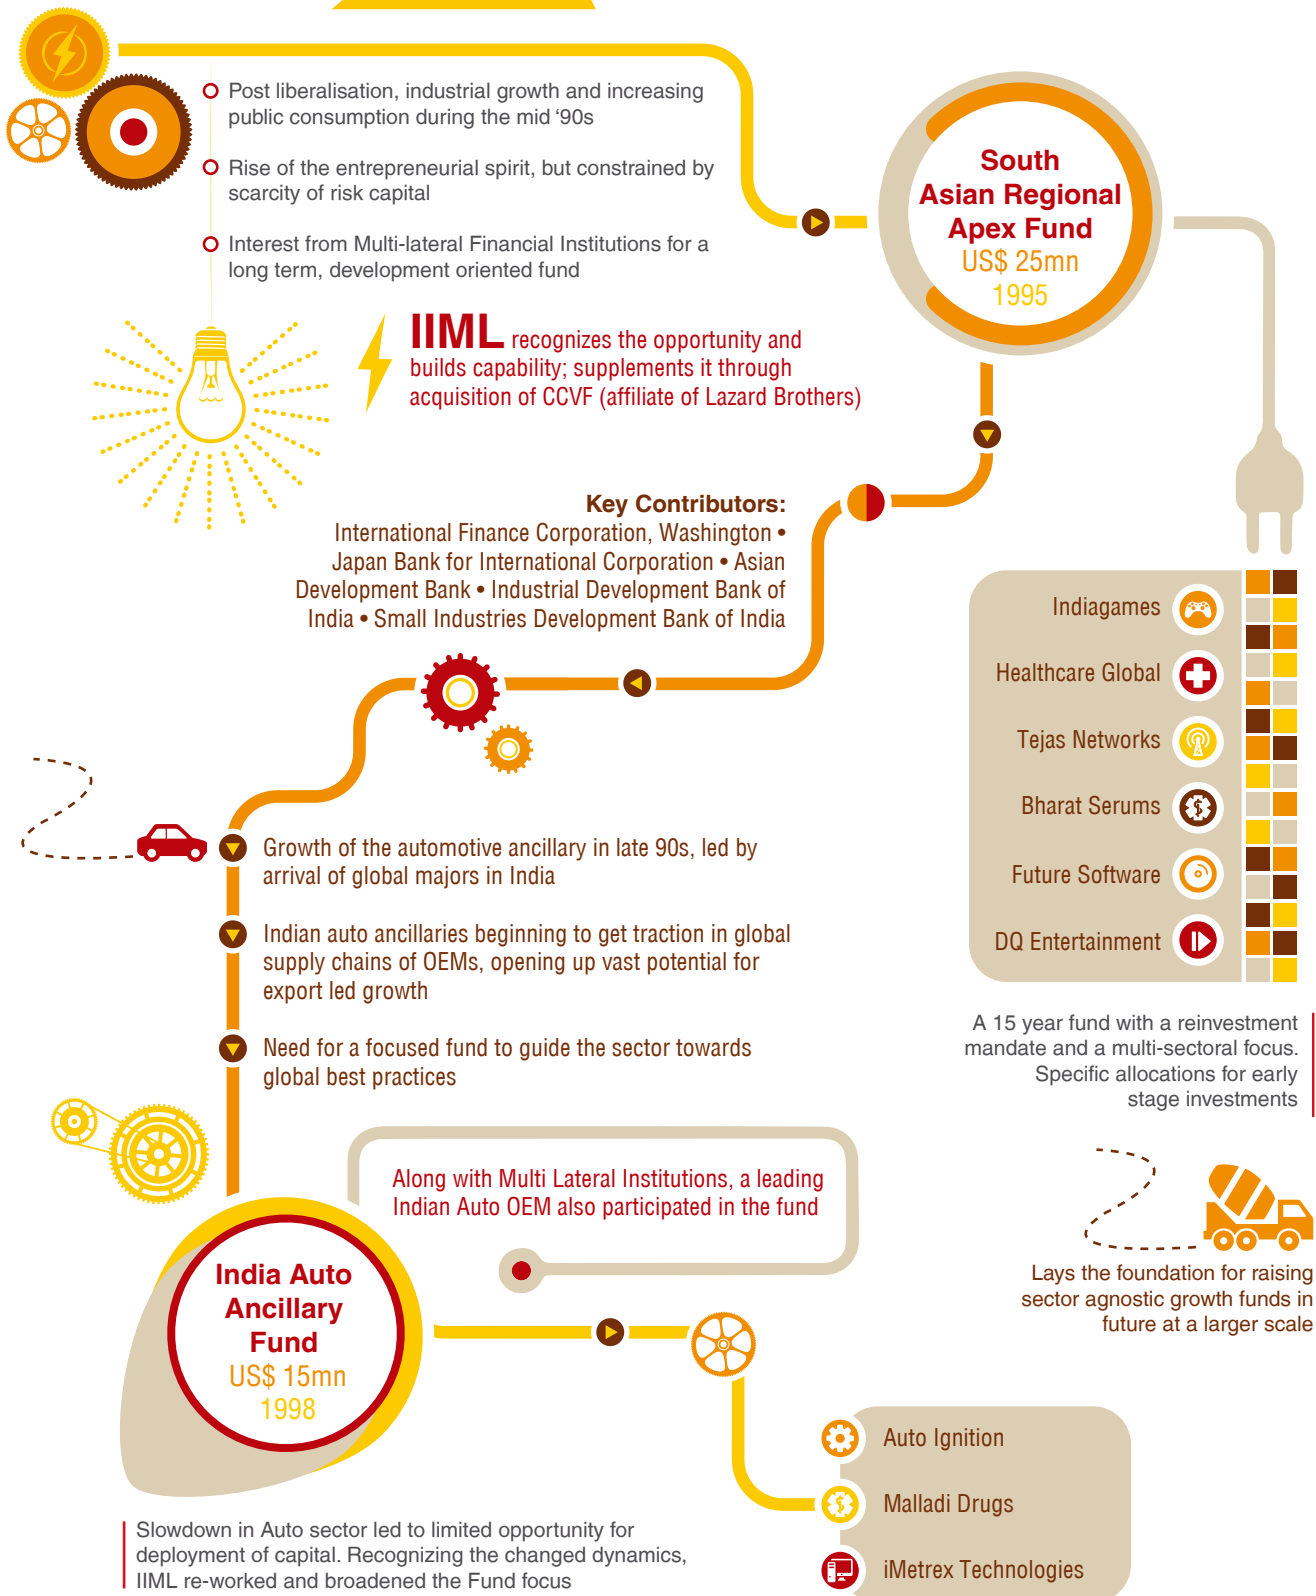 Post liberalisation, industrial growth and increasing
public consumption during the mid ‘90s
Rise of the entrepreneurial spirit, but constrained by
scarcity of risk capital
Interest from Multi-lateral Financial Institutions for a
long term, development oriented fund
IIML recognizes the opportunity and
builds capability; supplements it through
acquisition of CCVF (affiliate of Lazard Brothers)
South
Asian Regional
Apex Fund
US$ 25mn
1995
Key Contributors:
International Finance Corporation, Washington •
Japan Bank for International Corporation • Asian
Development Bank • Industrial Development Bank of
India • Small Industries Development Bank of India
Indiagames
Healthcare Global
Tejas Networks
Bharat Serums
Future Software
DQ Entertainment
A 15 year fund with a reinvestment
mandate and a multi-sectoral focus.
Specific allocations for early
stage investments
Lays the foundation for raising
sector agnostic growth funds in
future at a larger scale
Growth of the automotive ancillary in late 90s, led by
arrival of global majors in India
Indian auto ancillaries beginning to get traction in global
supply chains of OEMs, opening up vast potential for
export led growth
Need for a focused fund to guide the sector towards
global best practices
Along with Multi Lateral Institutions, a leading
Indian Auto OEM also participated in the fund
India Auto
Ancillary
Fund
US$ 15mn
1998
Auto Ignition
Malladi Drugs
iMetrex Technologies
Slowdown in Auto sector led to limited opportunity for
deployment of capital. Recognizing the changed dynamics,
IIML re-worked and broadened the Fund focus